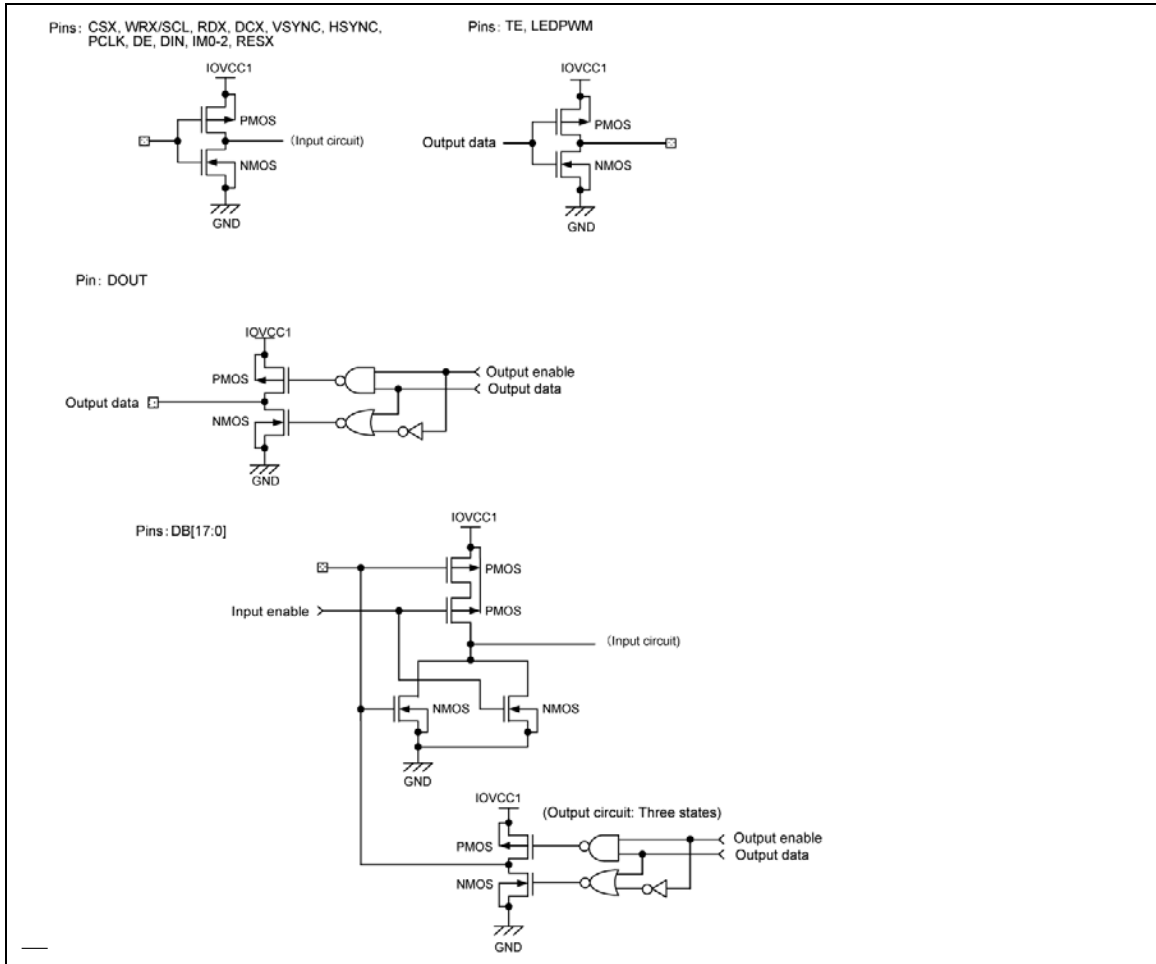 Pins: CSX, WRX/SCL, RDX, DCX, VSYNC, HSYNC,
PCLK, DE, DIN, IM0-2, RESX
IOVCC1
PMOS
(Input circuit)
NMOS
GND
Pins: TE, LEDPWM
IOVCC1
PMOS
Output data
NMOS
GND
Pin: DOUT
IOVCC1
PMOS
Output enable
Output data
Output data
NMOS
GND
Pins: DB[17:0]
IOVCC1
PMOS
Input enable
PMOS
(Input circuit)
NMOS
NMOS
GND
IOVCC1
(Output circuit: Three states)
PMOS
Output enable
Output data
NMOS
GND